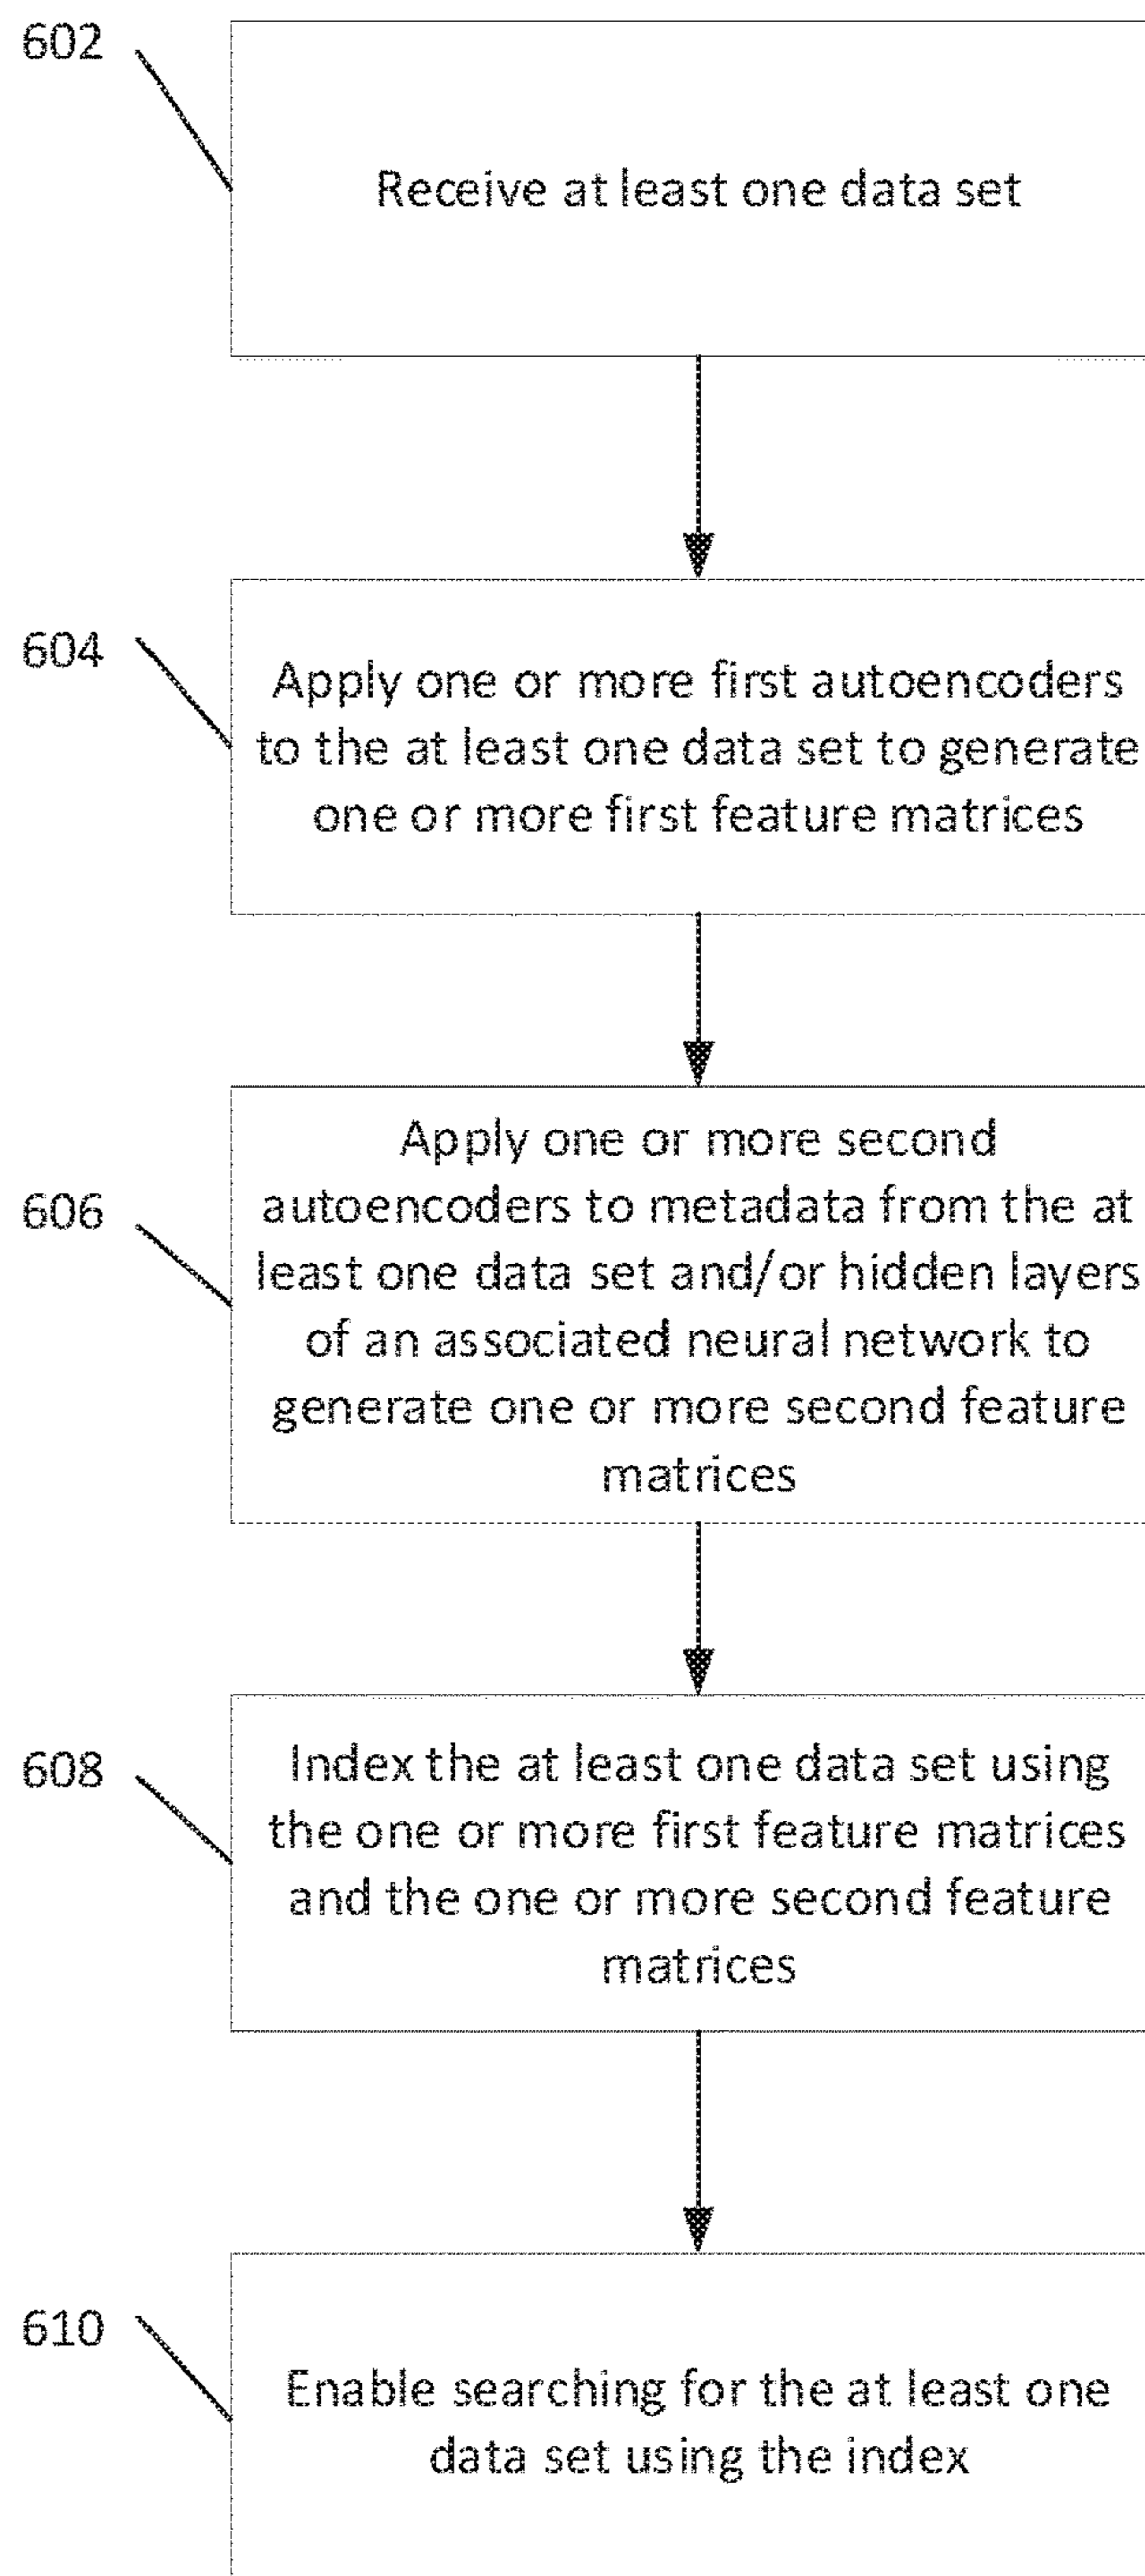 602
Receive at least one data set
604
Apply one or more first autoencoders
to the at least one data set to generate
one or more first feature matrices
606
Apply one or more second
autoencoders to metadata from the at
least one data set and/or hidden layers
of an associated neural network to
generate one or more second feature
matrices
608
Index the at least one data set using
the one or more first feature matrices
and the one or more second feature
matrices
610
Enable searching for the at least one
data set using the index